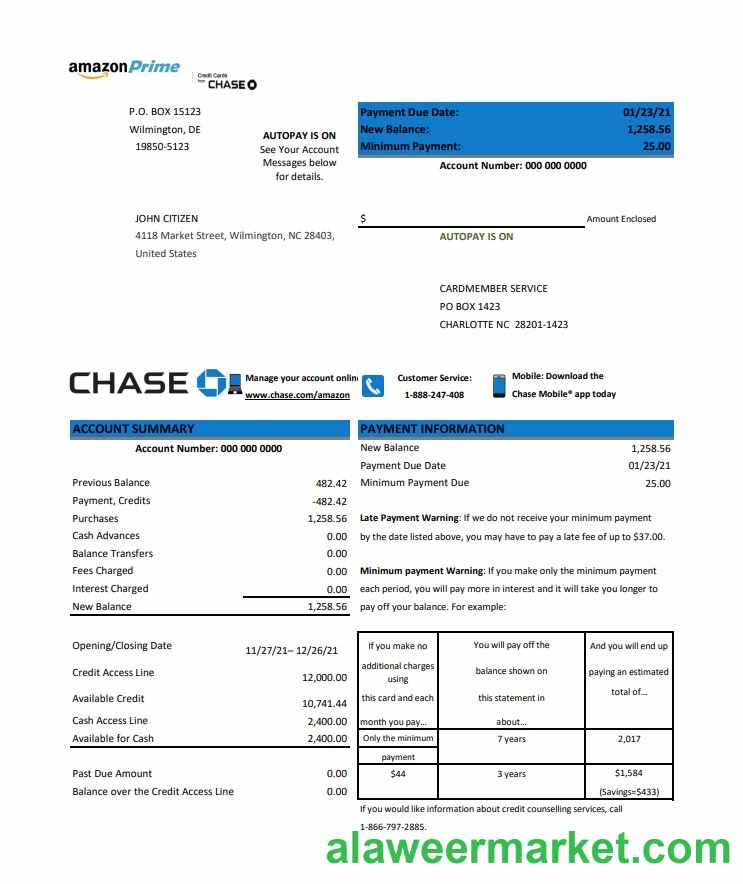 amazonPrime
Credit Cards
from CHASE
P.O. BOX 15123
Wilmington, DE
19850-5123
AUTOPAY IS ON
See Your Account
Messages below
for details.
Payment Due Date: 01/23/21
New Balance: 1,258.56
Minimum Payment: 25.00
Account Number: 000 000 0000
JOHN CITIZEN
4118 Market Street, Wilmington, NC 28403,
United States
$ Amount Enclosed
AUTOPAY IS ON
CARDMEMBER SERVICE
PO BOX 1423
CHARLOTTE NC 28201-1423
CHASE
Manage your account onlin
www.chase.com/amazon
Customer Service:
1-888-247-408
Mobile: Download the
Chase Mobile® app today
ACCOUNT SUMMARY
Account Number: 000 000 0000
Previous Balance 482.42
Payment, Credits -482.42
Purchases 1,258.56
Cash Advances 0.00
Balance Transfers 0.00
Fees Charged 0.00
Interest Charged 0.00
New Balance 1,258.56
Opening/Closing Date 11/27/21– 12/26/21
Credit Access Line 12,000.00
Available Credit 10,741.44
Cash Access Line 2,400.00
Available for Cash 2,400.00
Past Due Amount 0.00
Balance over the Credit Access Line 0.00
PAYMENT INFORMATION
New Balance 1,258.56
Payment Due Date 01/23/21
Minimum Payment Due 25.00
Late Payment Warning: If we do not receive your minimum payment
by the date listed above, you may have to pay a late fee of up to $37.00.
Minimum payment Warning: If you make only the minimum payment
each period, you will pay more in interest and it will take you longer to
pay off your balance. For example:
If you make no
additional charges
using
this card and each
month you pay…
You will pay off the
balance shown on
this statement in
about…
And you will end up
paying an estimated
total of…
Only the minimum
payment
7 years
2,017
$44
3 years
$1,584
(Savings=$433)
If you would like information about credit counselling services, call
1-866-797-2885.
alaweermarket.com